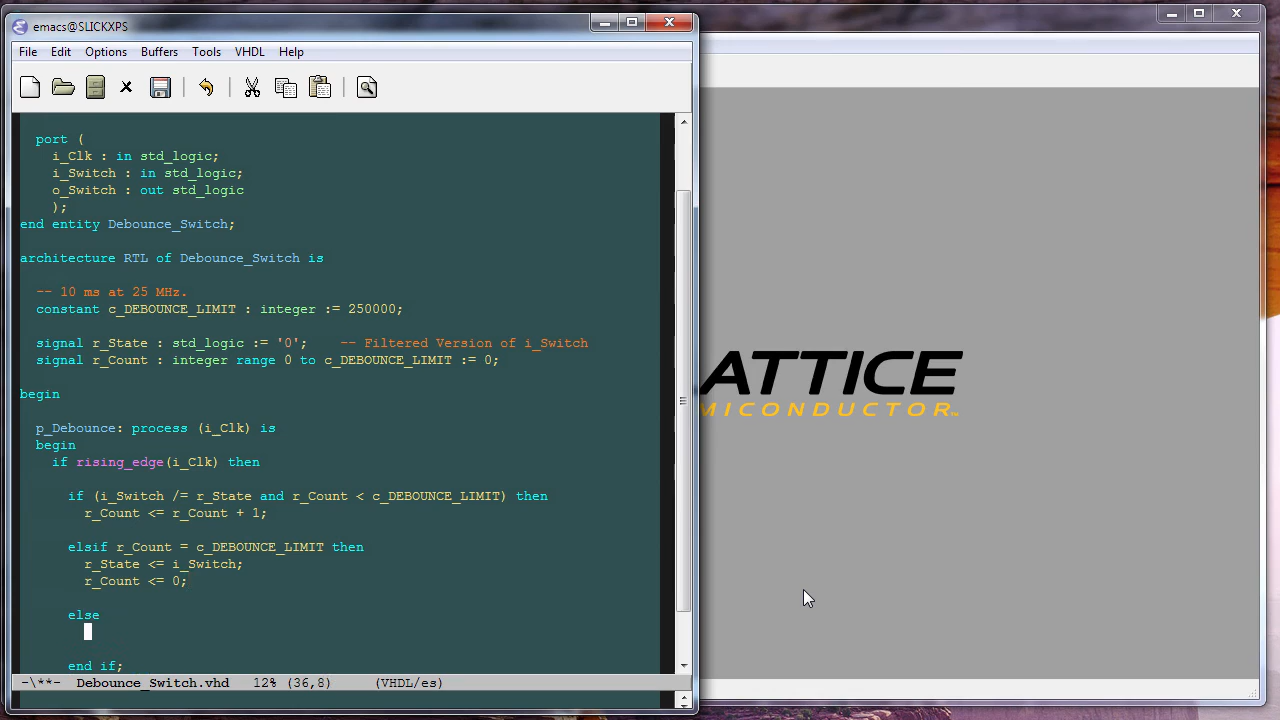 emacs@SLICKXPS
File Edit Options Buffers Tools VHDL Help
port (
i_Clk : in std_logic;
i_Switch : in std_logic;
o_Switch : out std_logic
);
end entity Debounce_Switch;
architecture RTL of Debounce_Switch is
-- 10 ms at 25 MHz.
constant c_DEBOUNCE_LIMIT : integer := 250000;
signal r_State : std_logic := '0';    -- Filtered Version of i_Switch
signal r_Count : integer range 0 to c_DEBOUNCE_LIMIT := 0;
begin
p_Debounce: process (i_Clk) is
begin
if rising_edge(i_Clk) then
if (i_Switch /= r_State and r_Count < c_DEBOUNCE_LIMIT) then
r_Count <= r_Count + 1;
elsif r_Count = c_DEBOUNCE_LIMIT then
r_State <= i_Switch;
r_Count <= 0;
else
end if;
-\**-  Debounce_Switch.vhd   12% (36,8)     (VHDL/es)
ATTICE
MICONDUCTOR™